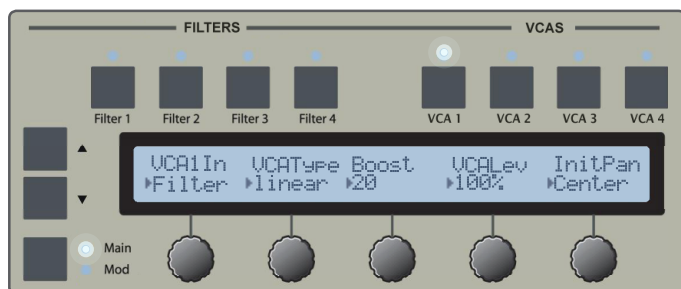 FILTERS VCAS
Filter 1 Filter 2 Filter 3 Filter 4 VCA 1 VCA 2 VCA 3 VCA 4
VCA1In VCAType Boost VCALev InitPan
Filter linear 20 100% Center
Main
Mod